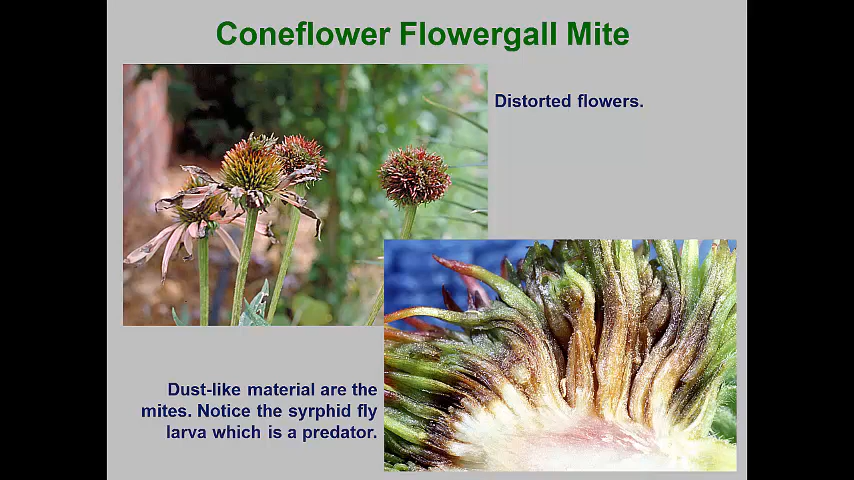 Coneflower Flowergall Mite
Distorted flowers.
Dust-like material are the
mites. Notice the syrphid fly
larva which is a predator.